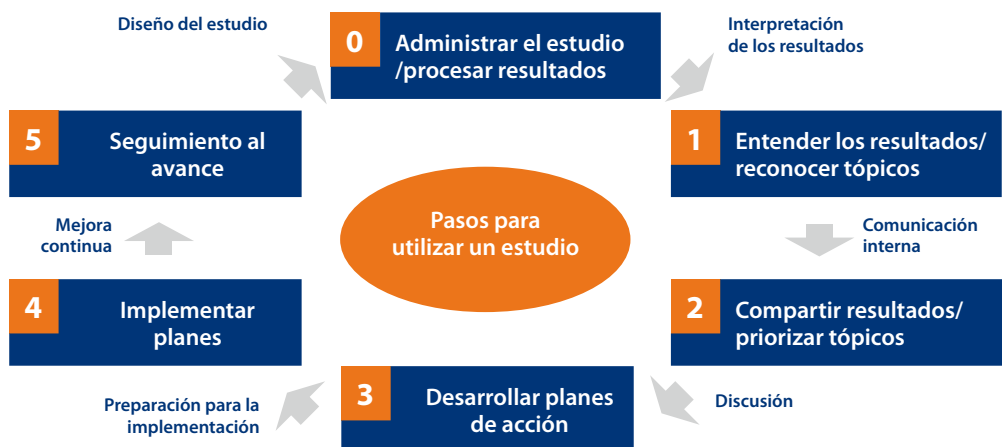 Diseño del estudio
0
Administrar el estudio
/procesar resultados
Interpretación
de los resultados
1
Entender los resultados/
reconocer tópicos
Comunicación
interna
2
Compartir resultados/
priorizar tópicos
Discusión
3
Desarrollar planes
de acción
Preparación para la
implementación
4
Implementar
planes
Mejora
continua
5
Seguimiento al
avance
Pasos para
utilizar un estudio